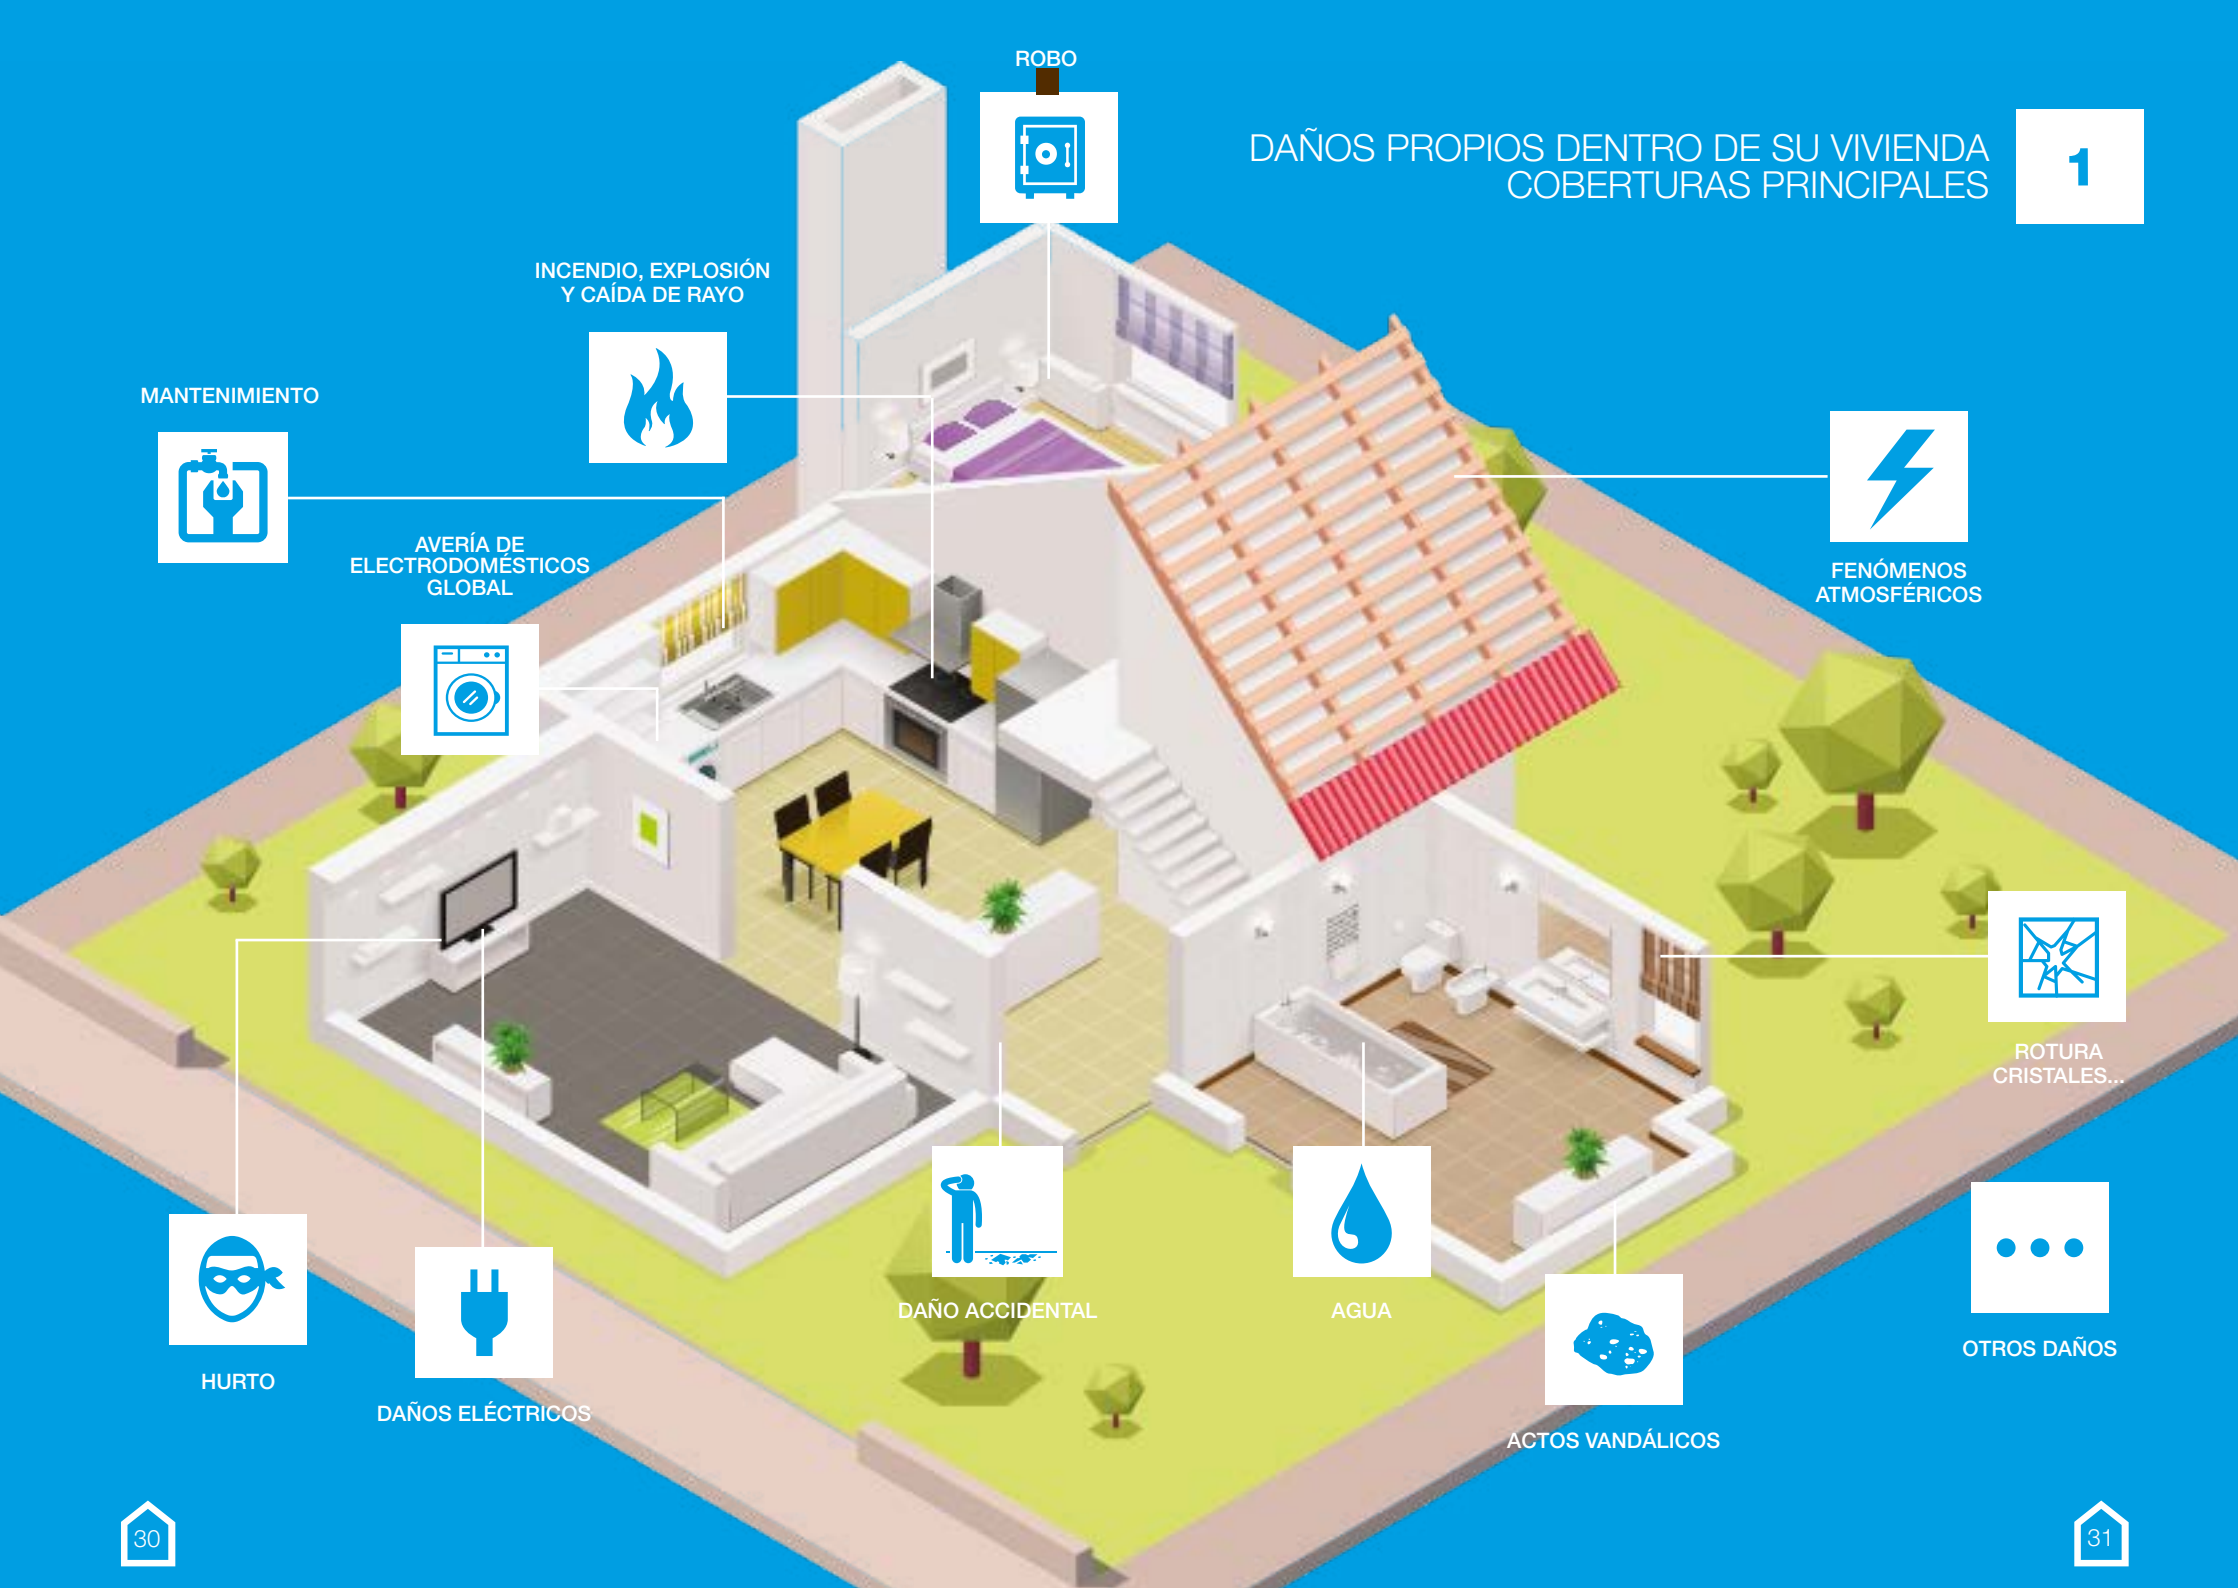 ROBO
DAÑOS PROPIOS DENTRO DE SU VIVIENDA
COBERTURAS PRINCIPALES
1
INCENDIO, EXPLOSIÓN
Y CAÍDA DE RAYO
MANTENIMIENTO
AVERÍA DE
ELECTRODOMÉSTICOS
GLOBAL
FENÓMENOS
ATMOSFÉRICOS
ROTURA
CRISTALES...
DAÑO ACCIDENTAL
AGUA
OTROS DAÑOS
HURTO
DAÑOS ELÉCTRICOS
ACTOS VANDÁLICOS
30
31